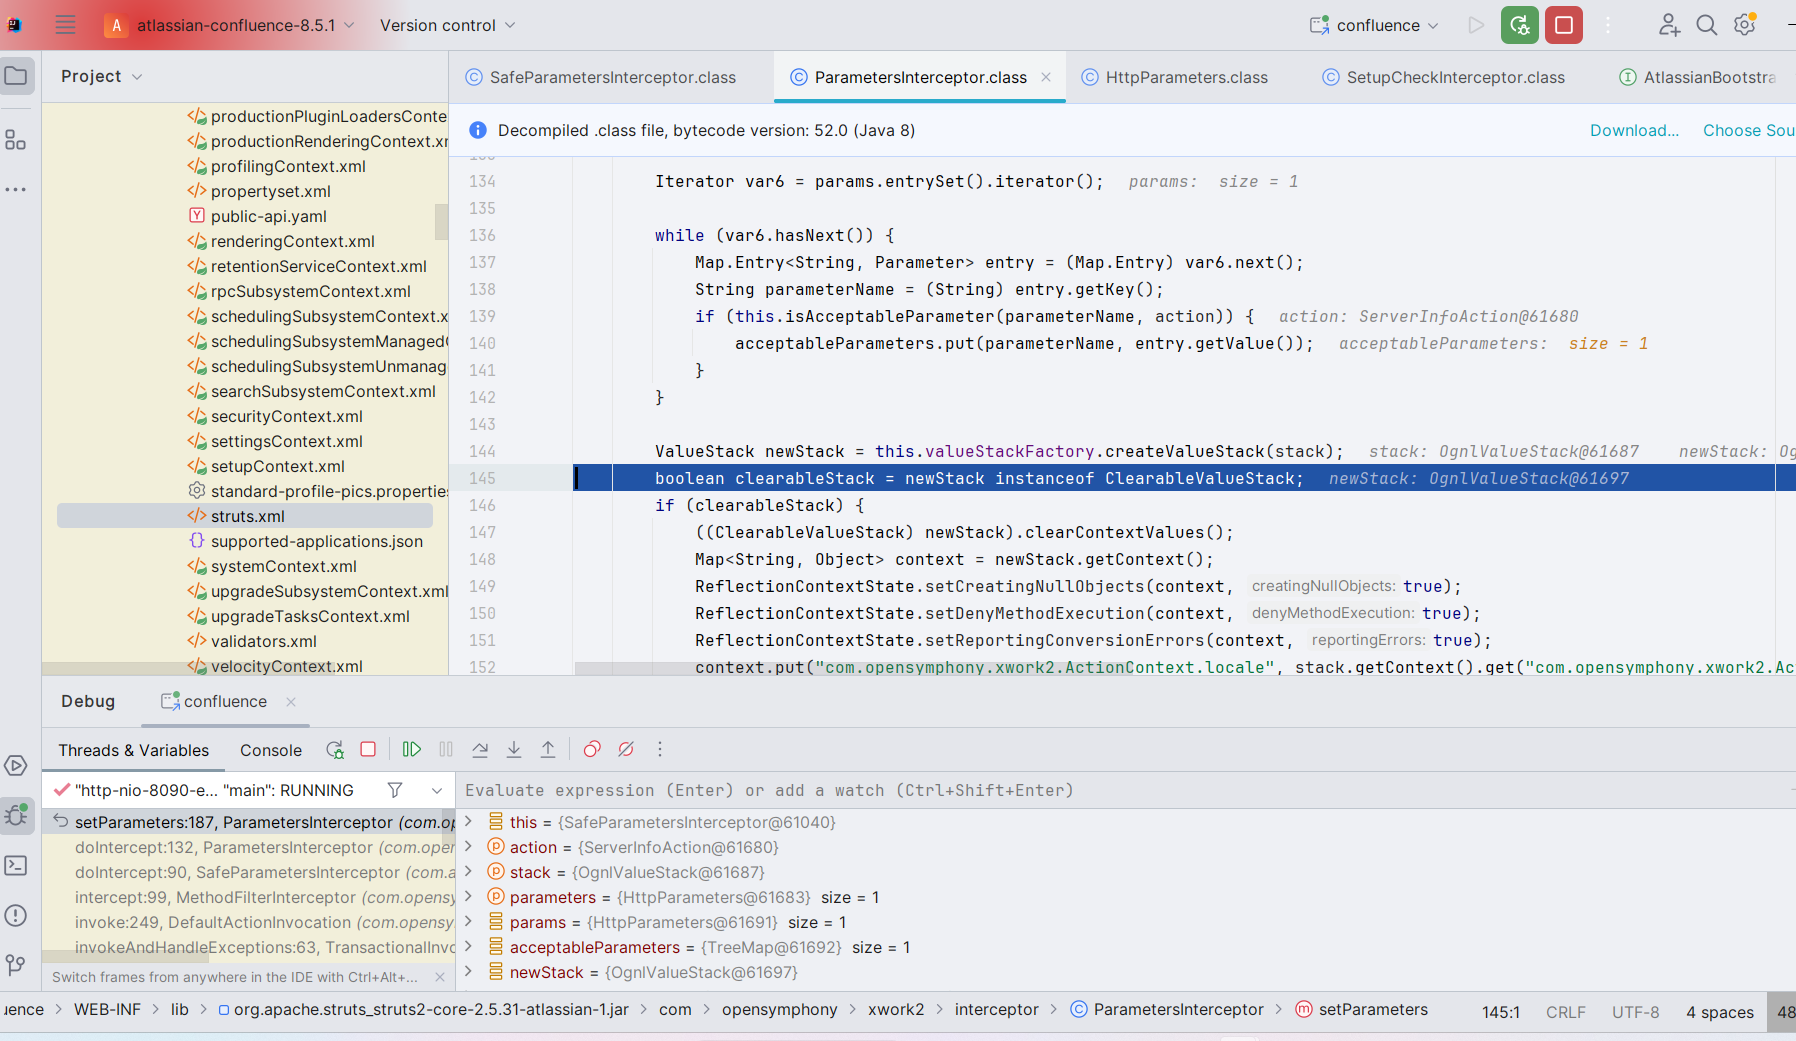 A atlassian-confluence-8.5.1 Version control confluence
Project
SafeParametersInterceptor.class ParametersInterceptor.class HttpParameters.class SetupCheckInterceptor.class AtlassianBootstra
Decompiled .class file, bytecode version: 52.0 (Java 8) Download... Choose Sou
productionPluginLoadersConte
productionRenderingContext.xm
profilingContext.xml
propertyset.xml
public-api.yaml
renderingContext.xml
retentionServiceContext.xml
rpcSubsystemContext.xml
schedulingSubsystemContext.x
schedulingSubsystemManaged
schedulingSubsystemUnmanag
searchSubsystemContext.xml
securityContext.xml
settingsContext.xml
setupContext.xml
standard-profile-pics.properties
struts.xml
supported-applications.json
systemContext.xml
upgradeSubsystemContext.xml
upgradeTasksContext.xml
validators.xml
velocityContext.xml
134 Iterator var6 = params.entrySet().iterator(); params: size = 1
135
136 while (var6.hasNext()) {
137 Map.Entry<String, Parameter> entry = (Map.Entry) var6.next();
138 String parameterName = (String) entry.getKey();
139 if (this.isAcceptableParameter(parameterName, action)) { action: ServerInfoAction@61680
140 acceptableParameters.put(parameterName, entry.getValue()); acceptableParameters: size = 1
141 }
142 }
143
144 ValueStack newStack = this.valueStackFactory.createValueStack(stack); stack: OgnlValueStack@61687 newStack: Og
145 boolean clearableStack = newStack instanceof ClearableValueStack; newStack: OgnlValueStack@61697
146 if (clearableStack) {
147 ((ClearableValueStack) newStack).clearContextValues();
148 Map<String, Object> context = newStack.getContext();
149 ReflectionContextState.setCreatingNullObjects(context, creatingNullObjects: true);
150 ReflectionContextState.setDenyMethodExecution(context, denyMethodExecution: true);
151 ReflectionContextState.setReportingConversionErrors(context, reportingErrors: true);
152 context.put("com.opensymphony.xwork2.ActionContext.locale", stack.getContext().get("com.opensymphony.xwork2.Ac
Debug confluence
Threads & Variables Console
"http-nio-8090-e... "main": RUNNING
Evaluate expression (Enter) or add a watch (Ctrl+Shift+Enter)
setParameters:187, ParametersInterceptor (com.op
doIntercept:132, ParametersInterceptor (com.open
doIntercept:90, SafeParametersInterceptor (com.a
intercept:99, MethodFilterInterceptor (com.opensy
invoke:249, DefaultActionInvocation (com.opensy
invokeAndHandleExceptions:63, TransactionalInvo
Switch frames from anywhere in the IDE with Ctrl+Alt+...
this = {SafeParametersInterceptor@61040}
action = {ServerInfoAction@61680}
stack = {OgnlValueStack@61687}
parameters = {HttpParameters@61683} size = 1
params = {HttpParameters@61691} size = 1
acceptableParameters = {TreeMap@61692} size = 1
newStack = {OgnlValueStack@61697}
uence > WEB-INF > lib > org.apache.struts_struts2-core-2.5.31-atlassian-1.jar > com > opensymphony > xwork2 > interceptor > ParametersInterceptor > setParameters 145:1 CRLF UTF-8 4 spaces 48